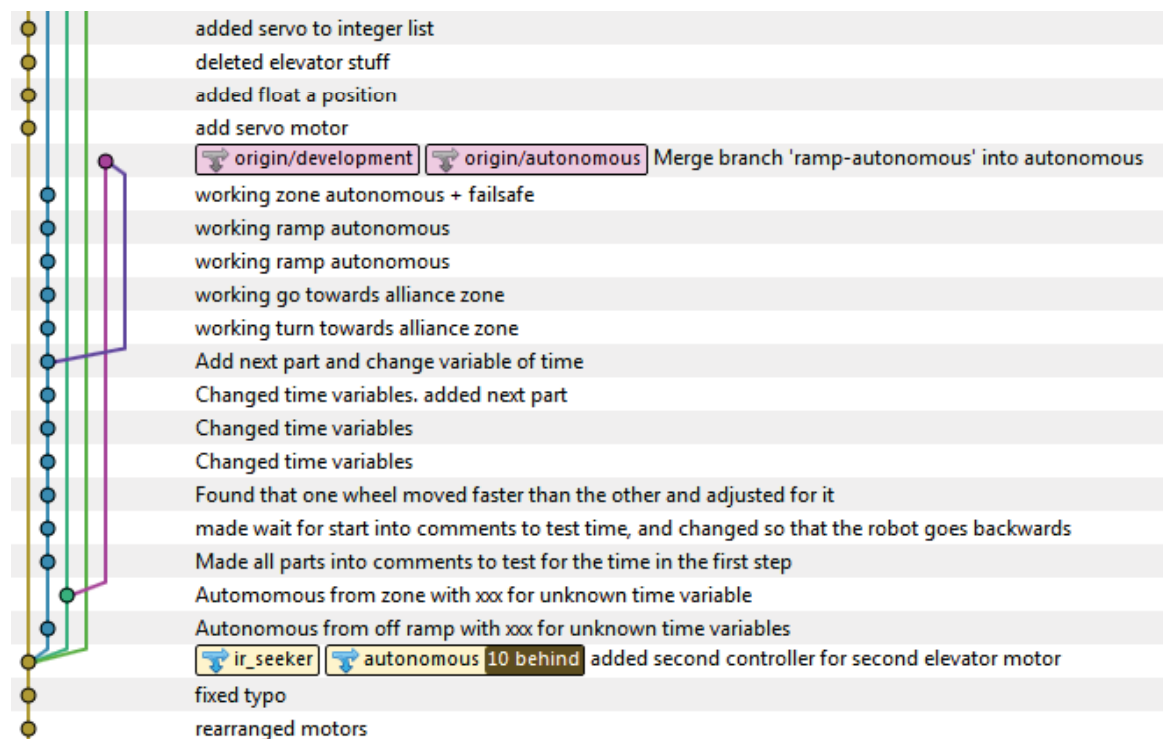 added servo to integer list
deleted elevator stuff
added float a position
add servo motor
origin/development origin/autonomous Merge branch 'ramp-autonomous' into autonomous
working zone autonomous + failsafe
working ramp autonomous
working ramp autonomous
working go towards alliance zone
working turn towards alliance zone
Add next part and change variable of time
Changed time variables. added next part
Changed time variables
Changed time variables
Found that one wheel moved faster than the other and adjusted for it
made wait for start into comments to test time, and changed so that the robot goes backwards
Made all parts into comments to test for the time in the first step
Automomous from zone with xxx for unknown time variable
Autonomous from off ramp with xxx for unknown time variables
ir_seeker autonomous 10 behind added second controller for second elevator motor
fixed typo
rearranged motors